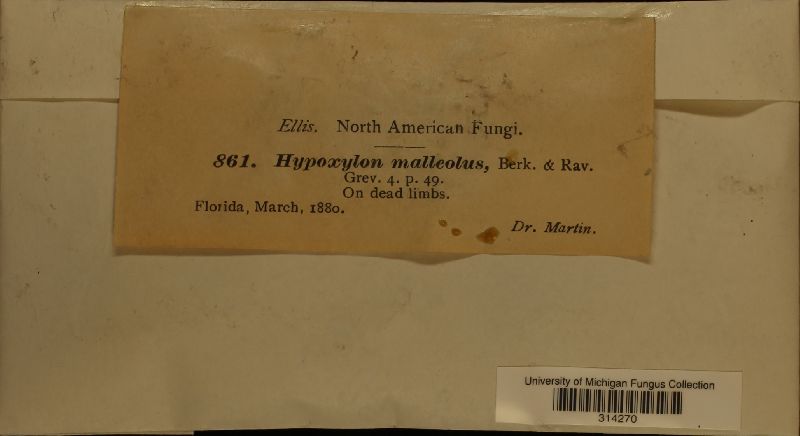 Ellis. North American Fungi.
861. Hypoxylon malleolus, Berk. & Rav.
Grev. 4. p. 49.
On dead limbs.
Florida, March, 1880.
Dr. Martin.
University of Michigan Fungus Collection
314270